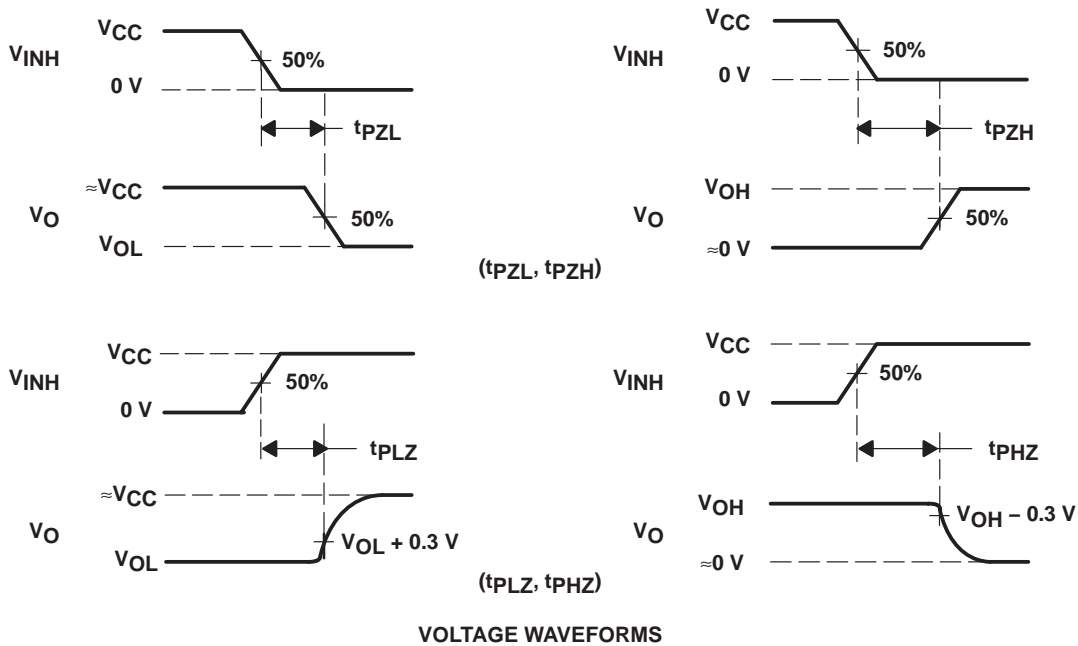 VCC
VINH
50%
0 V
tPZL
≈VCC
VO
50%
VOL
VCC
VINH
50%
0 V
tPZH
VOH
VO
50%
≈0 V
(tPZL, tPZH)
VCC
VINH
50%
0 V
tPLZ
≈VCC
VO
VOL + 0.3 V
VOL
VCC
VINH
50%
0 V
tPHZ
VOH
VOH – 0.3 V
VO
≈0 V
(tPLZ, tPHZ)
VOLTAGE WAVEFORMS